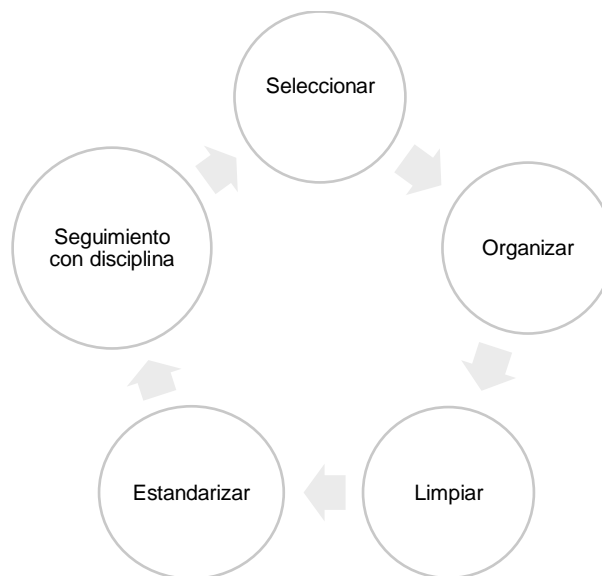 Seleccionar
Organizar
Limpiar
Estandarizar
Seguimiento
con disciplina